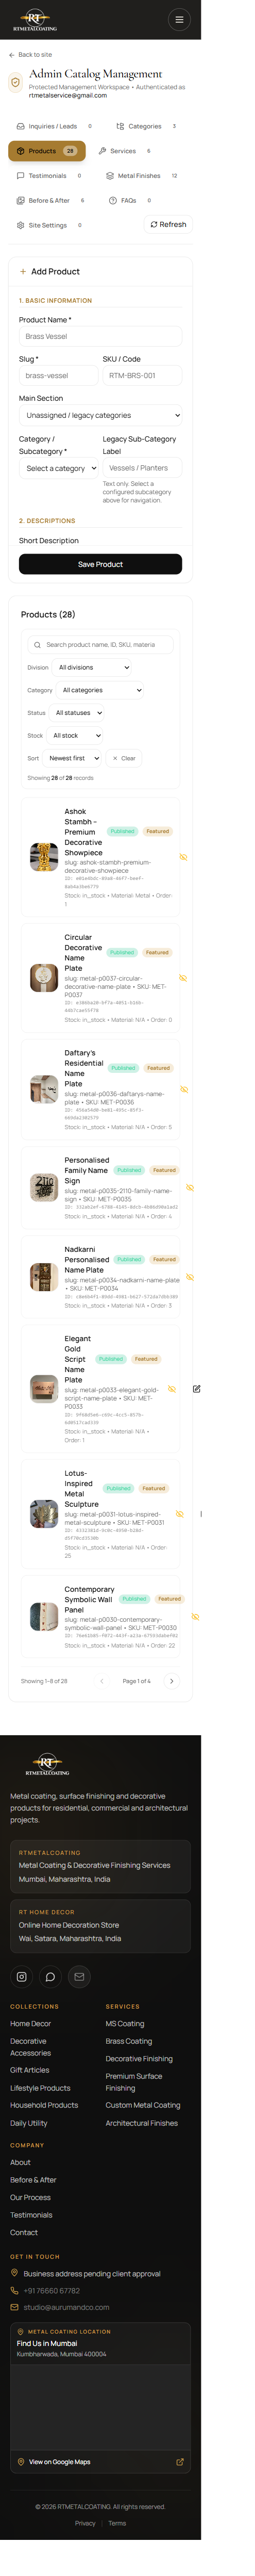 RT
RTMETALCOATING
Back to site
Admin Catalog Management
Protected Management Workspace • Authenticated as
rtmetalservice@gmail.com
Inquiries / Leads 0
Categories 3
Products 28
Services 6
Testimonials 0
Metal Finishes 12
Before & After 6
FAQs 0
Site Settings 0
Refresh
Add Product
1. BASIC INFORMATION
Product Name *
Brass Vessel
Slug * SKU / Code
brass-vessel RTM-BRS-001
Main Section
Unassigned / legacy categories
Category / Subcategory *
Legacy Sub-Category Label
Select a category
Vessels / Planters
Text only. Select a
configured subcategory
above for navigation.
2. DESCRIPTIONS
Short Description
Save Product
Products (28)
Search product name, ID, SKU, materia
Division All divisions
Category All categories
Status All statuses
Stock All stock
Sort Newest first Clear
Showing 28 of 28 records
Ashok
Stambh –
Premium
Decorative
Showpiece
Published Featured
slug: ashok-stambh-premium-
decorative-showpiece
Stock: in_stock • Material: Metal • Order:
1
Circular
Decorative
Name
Plate
Published Featured
slug: metal-p0037-circular-
decorative-name-plate • SKU: MET-
P0037
Stock: in_stock • Material: N/A • Order: 0
Daftary's
Residential
Name
Plate
Published Featured
slug: metal-p0036-daftarys-name-
plate • SKU: MET-P0036
Stock: in_stock • Material: N/A • Order: 5
Personalised
Family Name
Sign
Published Featured
slug: metal-p0035-2110-family-name-
sign • SKU: MET-P0035
Stock: in_stock • Material: N/A • Order: 4
Nadkarni
Personalised
Name Plate
Published Featured
slug: metal-p0034-nadkarni-name-plate
• SKU: MET-P0034
Stock: in_stock • Material: N/A • Order: 3
Elegant
Gold
Script
Name
Plate
Published Featured
slug: metal-p0033-elegant-gold-
script-name-plate • SKU: MET-
P0033
Stock: in_stock • Material: N/A •
Order: 1
Lotus-
Inspired
Metal
Sculpture
Published Featured
slug: metal-p0031-lotus-inspired-
metal-sculpture • SKU: MET-P0031
Stock: in_stock • Material: N/A • Order:
25
Contemporary
Symbolic Wall
Panel
Published Featured
slug: metal-p0030-contemporary-
symbolic-wall-panel • SKU: MET-P0030
Stock: in_stock • Material: N/A • Order: 22
Showing 1–8 of 28
Page 1 of 4
RT
RTMETALCOATING
Metal coating, surface finishing and decorative
products for residential, commercial and architectural
projects.
RTMETALCOATING
Metal Coating & Decorative Finishing Services
Mumbai, Maharashtra, India
RT HOME DECOR
Online Home Decoration Store
Wai, Satara, Maharashtra, India
COLLECTIONS
Home Decor
Decorative
Accessories
Gift Articles
Lifestyle Products
Household Products
Daily Utility
SERVICES
MS Coating
Brass Coating
Decorative Finishing
Premium Surface
Finishing
Custom Metal Coating
Architectural Finishes
COMPANY
About
Before & After
Our Process
Testimonials
Contact
GET IN TOUCH
Business address pending client approval
+91 76660 67782
studio@aurumandco.com
METAL COATING LOCATION
Find Us in Mumbai
Kumbharwada, Mumbai 400004
View on Google Maps
© 2026 RTMETALCOATING. All rights reserved.
Privacy Terms